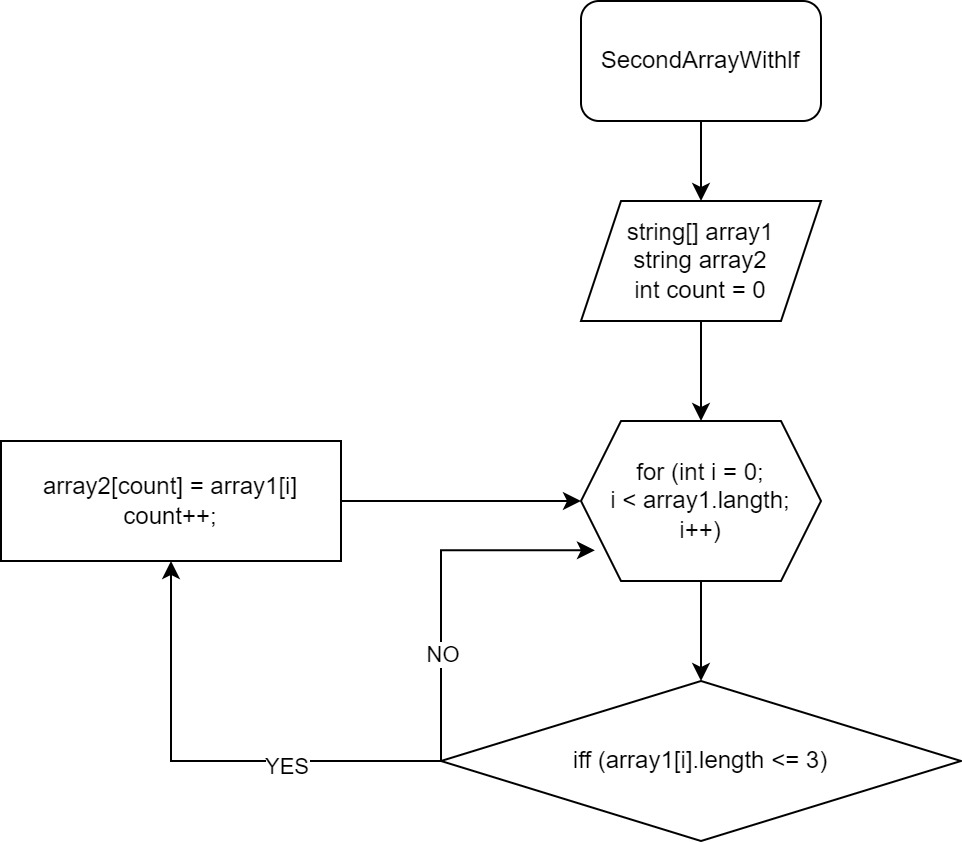 SecondArrayWithIf
string[] array1
string array2
int count = 0
for (int i = 0;
i < array1.langth;
i++)
array2[count] = array1[i]
count++;
NO
YES
iff (array1[i].length <= 3)